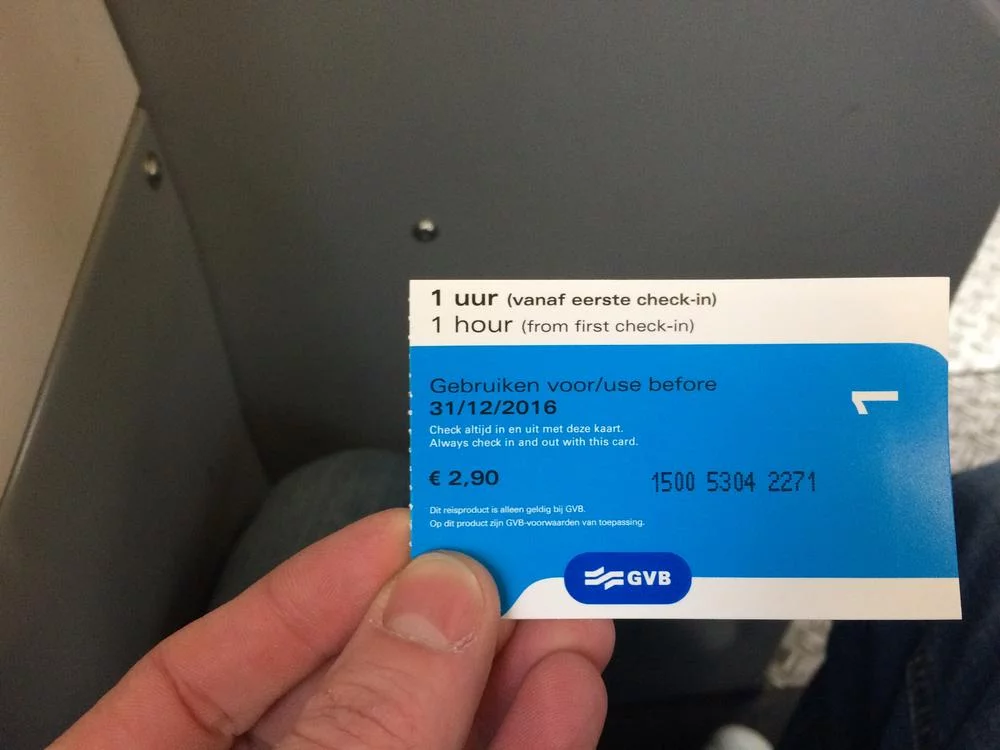 1 uur (vanaf eerste check-in)
1 hour (from first check-in)
Gebruiken voor/use before
31/12/2016
1
Check altijd in en uit met deze kaart.
Always check in and out with this card.
€ 2,90
1500 5304 2271
Dit reisproduct is alleen geldig bij GVB.
Op dit product zijn GVB-voorwaarden van toepassing.
GVB